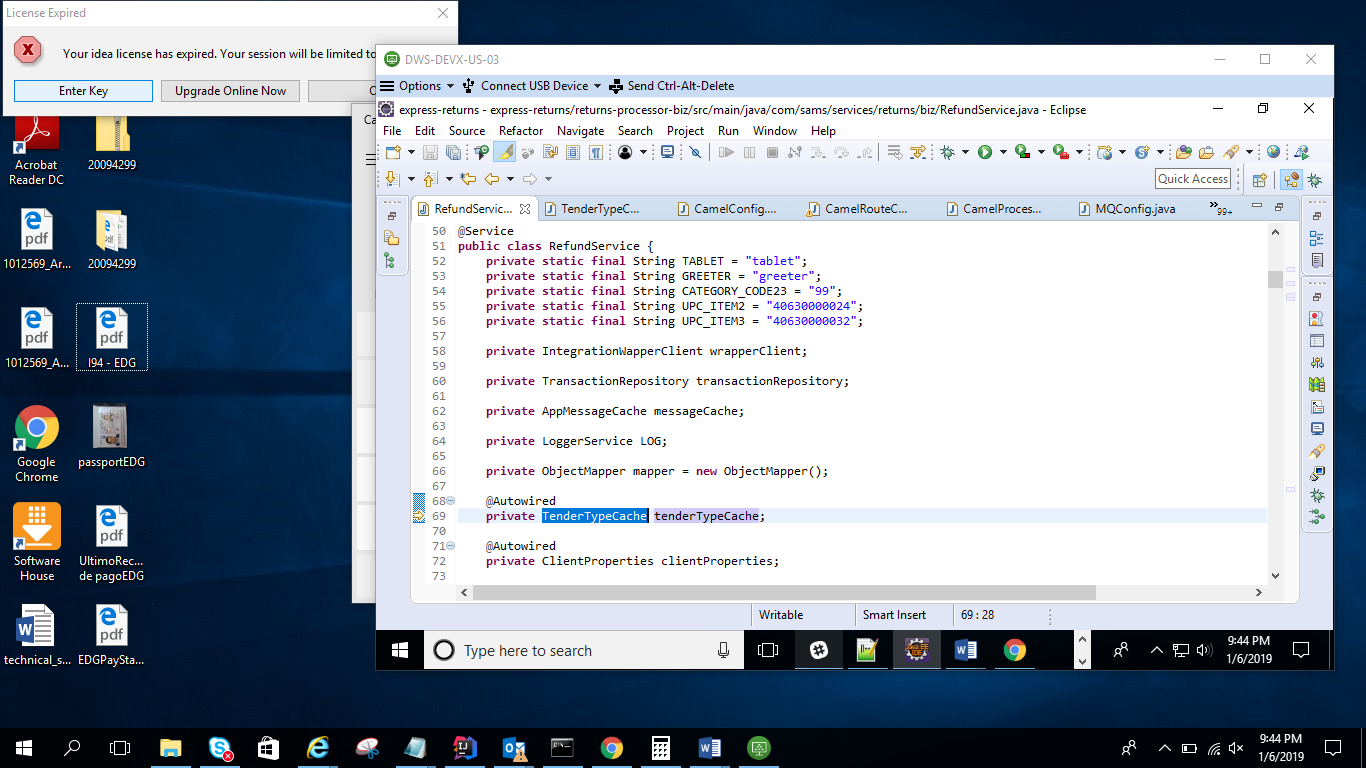 License Expired
Your idea license has expired. Your session will be limited to
Enter Key
Upgrade Online Now
Acrobat
Reader DC
20094299
1012569_Ar...
20094299
1012569_A...
I94 - EDG
Google
Chrome
passportEDG
Software
House
UltimoRec...
de pagoEDG
technical_s...
EDGPaySta...
DWS-DEVX-US-03
Options
Connect USB Device
Send Ctrl-Alt-Delete
express-returns - express-returns/returns-processor-biz/src/main/java/com/sams/services/returns/biz/RefundService.java - Eclipse
File Edit Source Refactor Navigate Search Project Run Window Help
Quick Access
RefundServic... TenderTypeC... CamelConfig.... CamelRouteC... CamelProces... MQConfig.java 99+
50 @Service
51 public class RefundService {
52 private static final String TABLET = "tablet";
53 private static final String GREETER = "greeter";
54 private static final String CATEGORY_CODE23 = "99";
55 private static final String UPC_ITEM2 = "40630000024";
56 private static final String UPC_ITEM3 = "40630000032";
57
58 private IntegrationWapperClient wrapperClient;
59
60 private TransactionRepository transactionRepository;
61
62 private AppMessageCache messageCache;
63
64 private LoggerService LOG;
65
66 private ObjectMapper mapper = new ObjectMapper();
67
68 @Autowired
69 private TenderTypeCache tenderTypeCache;
70
71 @Autowired
72 private ClientProperties clientProperties;
73
Writable Smart Insert 69 : 28
Type here to search
9:44 PM
1/6/2019
9:44 PM
1/6/2019